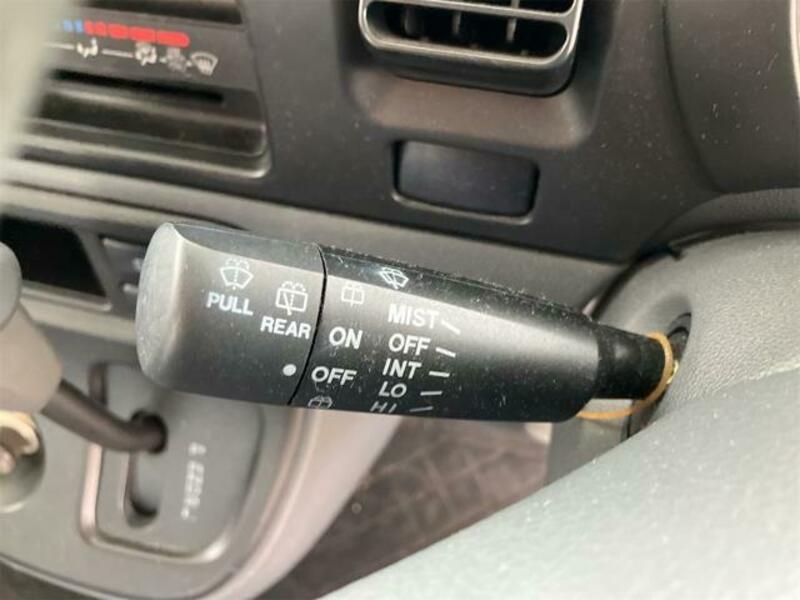 PULL
REAR
ON
OFF
MIST
OFF
INT
LO
HI